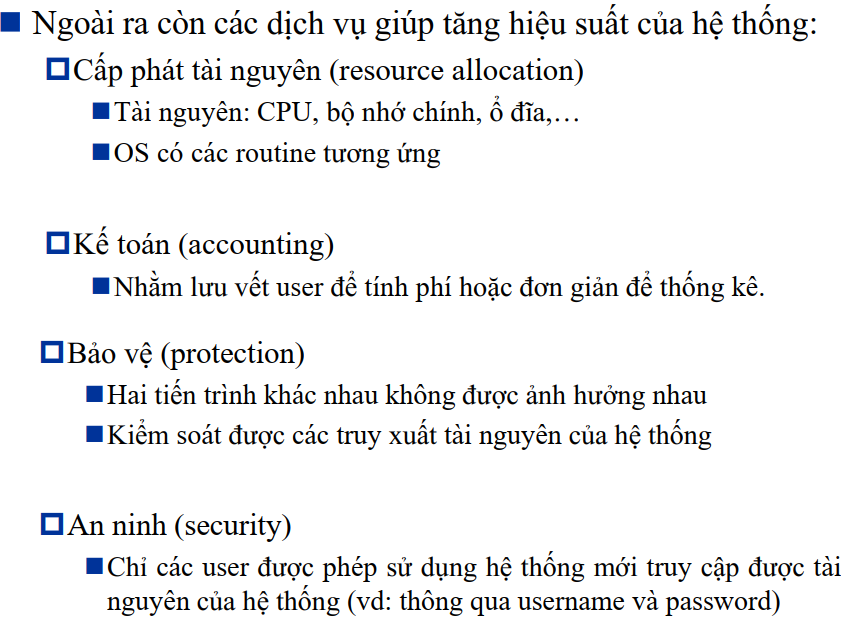 Ngoài ra còn các dịch vụ giúp tăng hiệu suất của hệ thống:
Cấp phát tài nguyên (resource allocation)
Tài nguyên: CPU, bộ nhớ chính, ổ đĩa,…
OS có các routine tương ứng
Kế toán (accounting)
Nhằm lưu vết user để tính phí hoặc đơn giản để thống kê.
Bảo vệ (protection)
Hai tiến trình khác nhau không được ảnh hưởng nhau
Kiểm soát được các truy xuất tài nguyên của hệ thống
An ninh (security)
Chỉ các user được phép sử dụng hệ thống mới truy cập được tài
nguyên của hệ thống (vd: thông qua username và password)